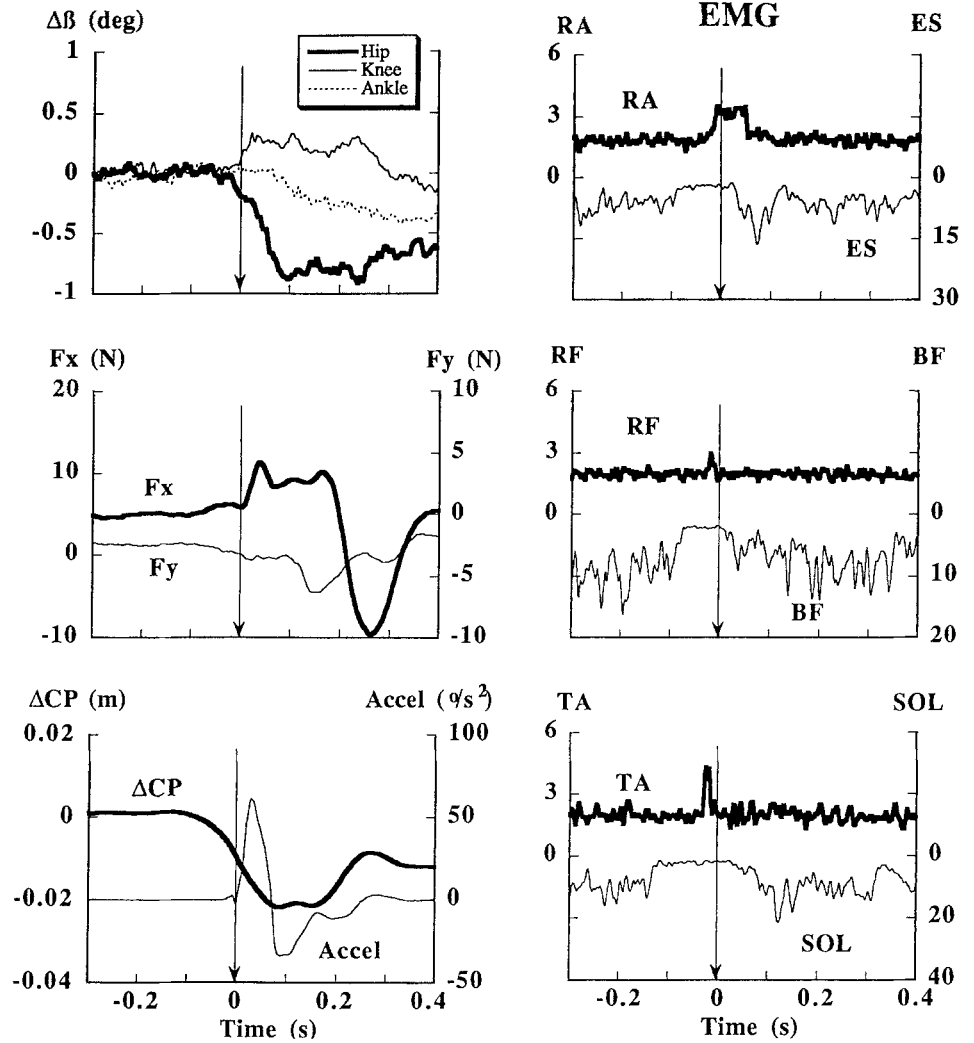 Δß (deg)
1
0.5
0
-0.5
-1
Hip
Knee
Ankle
EMG
RA
ES
6
3
0
0
15
30
RA
ES
Fx (N)
Fy (N)
20
10
0
-10
10
5
0
-5
-10
Fx
Fy
RF
BF
6
3
0
0
10
20
RF
BF
ΔCP (m)
Accel (º/s²)
0.02
0
-0.02
-0.04
100
50
0
-50
ΔCP
Accel
-0.2
0
0.2
0.4
Time (s)
TA
SOL
6
3
0
0
20
40
TA
SOL
-0.2
0
0.2
0.4
Time (s)